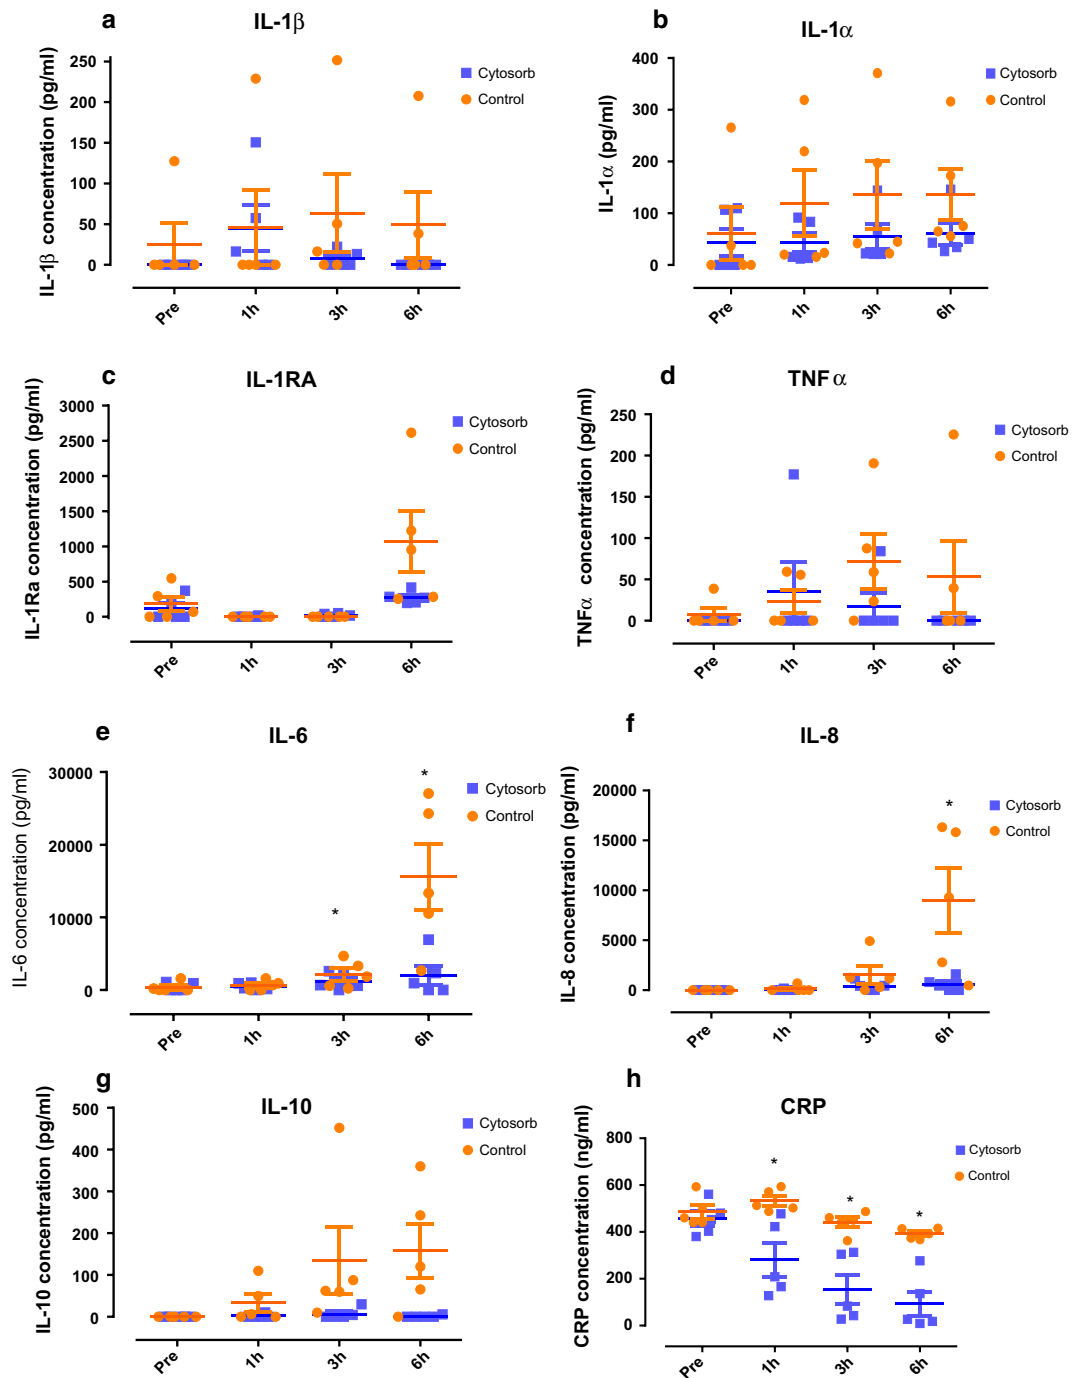 a
IL-1β
IL-1β concentration (pg/ml)
250
200
150
100
50
0
Pre
1h
3h
6h
Cytosorb
Control
b
IL-1α
IL-1α (pg/ml)
400
300
200
100
0
Pre
1h
3h
6h
Cytosorb
Control
c
IL-1RA
IL-1Ra concentration (pg/ml)
3000
2500
2000
1500
1000
500
0
Pre
1h
3h
6h
Cytosorb
Control
d
TNFα
TNFα concentration (pg/ml)
250
200
150
100
50
0
Pre
1h
3h
6h
Cytosorb
Control
e
IL-6
IL-6 concentration (pg/ml)
30000
20000
10000
0
*
*
Pre
1h
3h
6h
Cytosorb
Control
f
IL-8
IL-8 concentration (pg/ml)
20000
15000
10000
5000
0
*
Pre
1h
3h
6h
Cytosorb
Control
g
IL-10
IL-10 concentration (pg/ml)
500
400
300
200
100
0
Pre
1h
3h
6h
Cytosorb
Control
h
CRP
CRP concentration (ng/ml)
800
600
400
200
0
*
*
*
Pre
1h
3h
6h
Cytosorb
Control